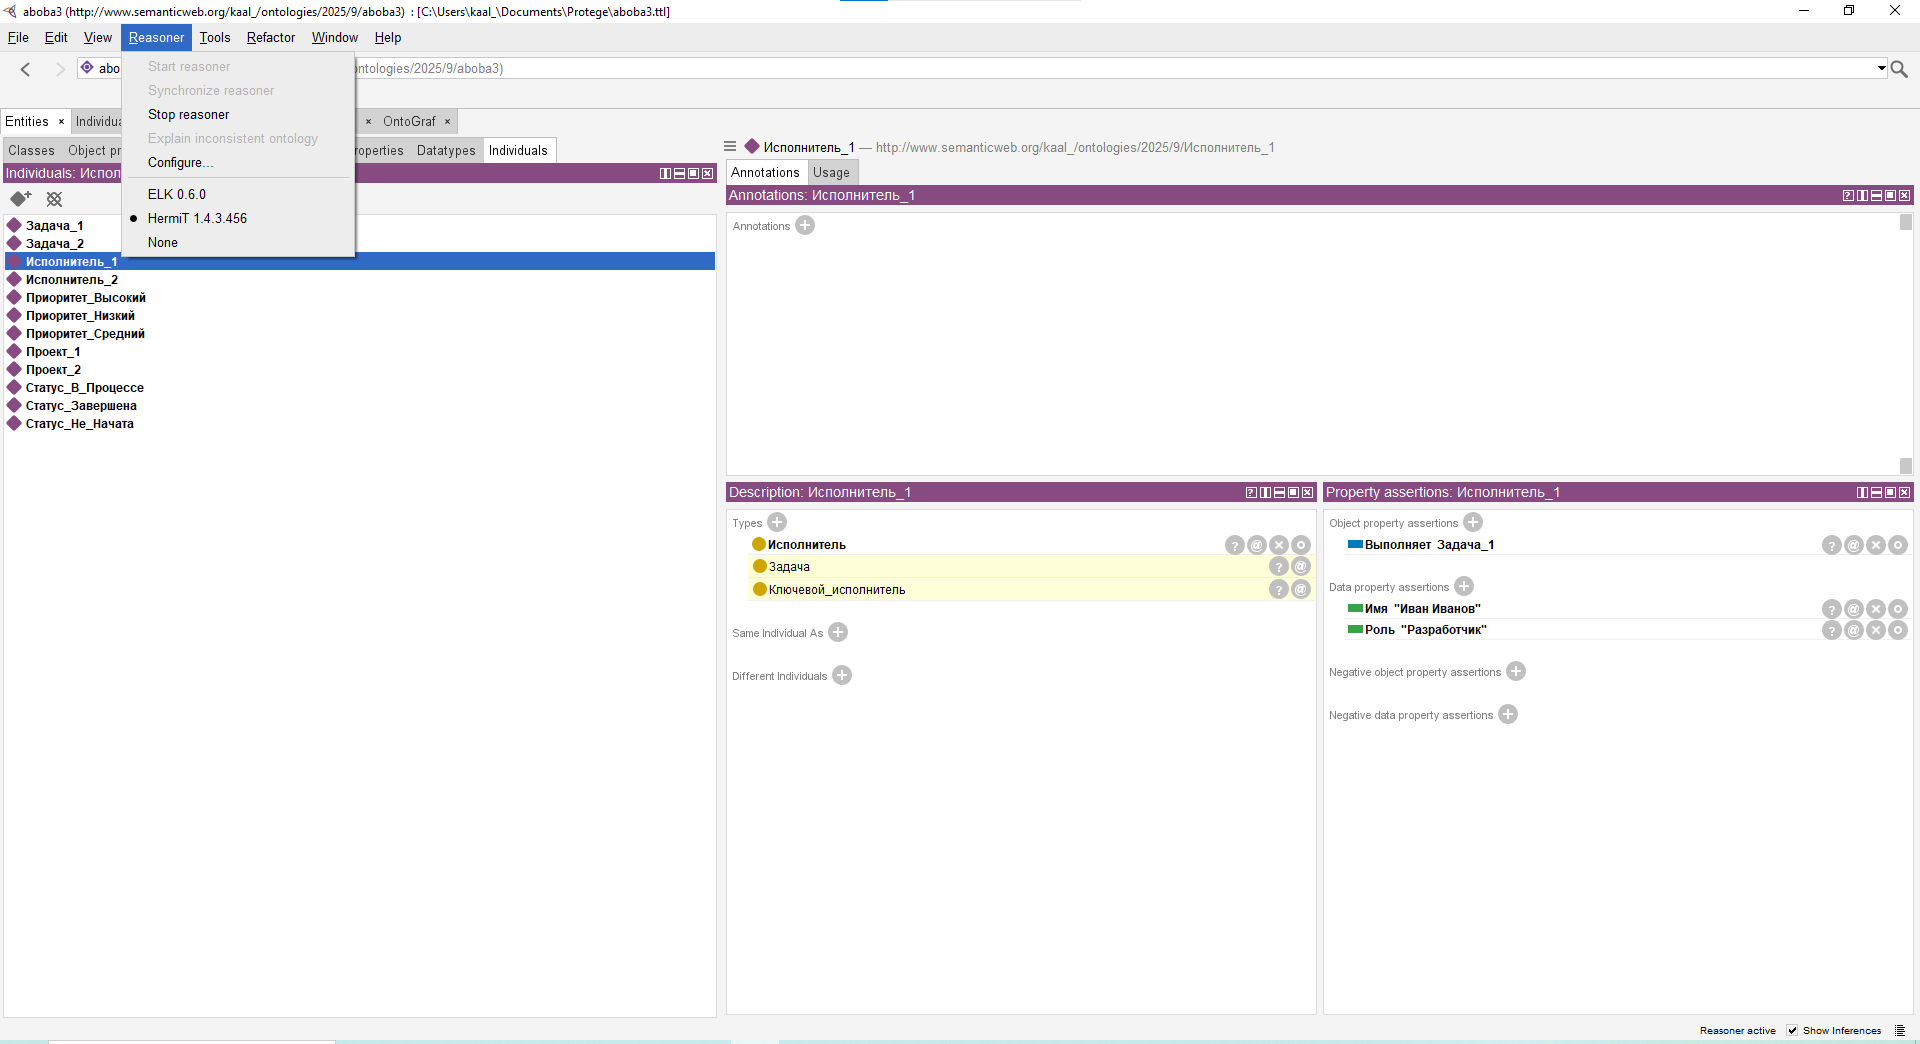 aboba3 (http://www.semanticweb.org/kaal_/ontologies/2025/9/aboba3) : [C:\Users\kaal_\Documents\Protege\aboba3.ttl]
File Edit View Reasoner Tools Refactor Window Help
abo
ntologies/2025/9/aboba3)
Start reasoner
Synchronize reasoner
Stop reasoner
Explain inconsistent ontology
Configure...
ELK 0.6.0
HermiT 1.4.3.456
None
Entities × Individua × OntoGraf ×
Classes Object pr roperties Datatypes Individuals
Individuals: Испол
Задача_1
Задача_2
Исполнитель_1
Исполнитель_2
Приоритет_Высокий
Приоритет_Низкий
Приоритет_Средний
Проект_1
Проект_2
Статус_В_Процессе
Статус_Завершена
Статус_Не_Начата
Исполнитель_1 — http://www.semanticweb.org/kaal_/ontologies/2025/9/Исполнитель_1
Annotations Usage
Annotations: Исполнитель_1
Annotations
Description: Исполнитель_1
Types
Исполнитель
Задача
Ключевой_исполнитель
Same Individual As
Different Individuals
Property assertions: Исполнитель_1
Object property assertions
Выполняет Задача_1
Data property assertions
Имя "Иван Иванов"
Роль "Разработчик"
Negative object property assertions
Negative data property assertions
Reasoner active Show Inferences